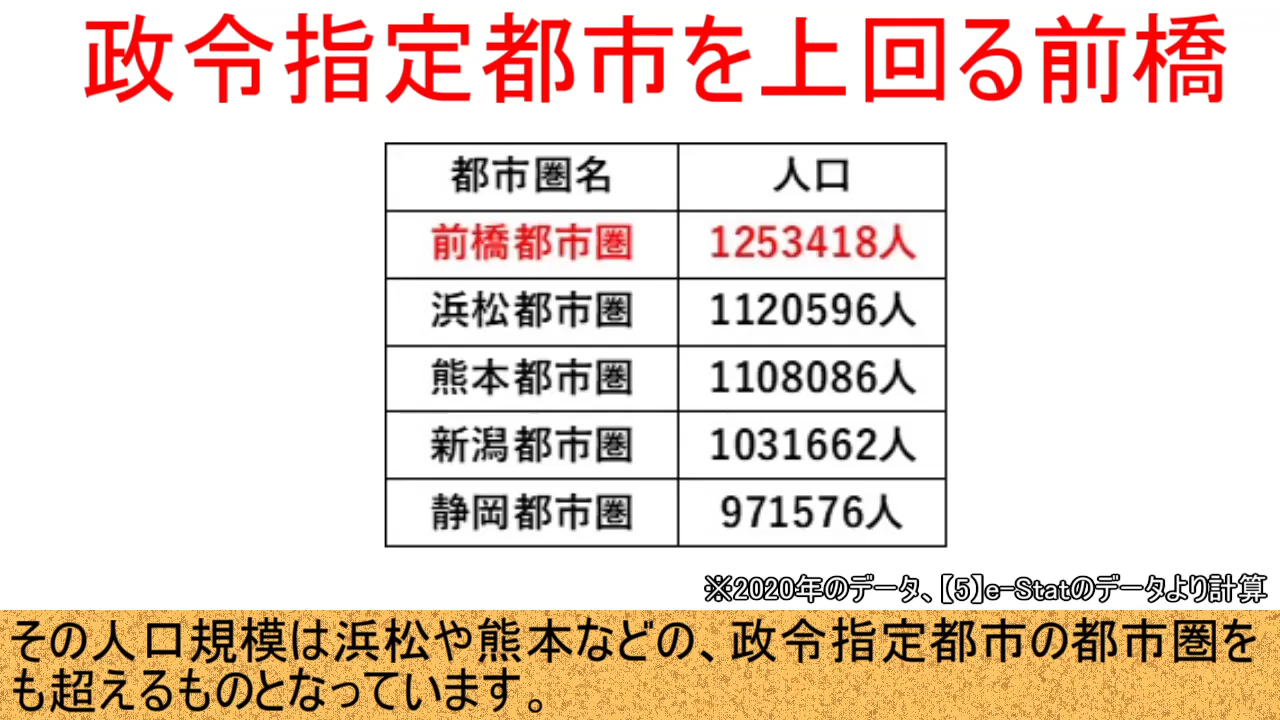 政令指定都市を上回る前橋
都市圏名 人口
前橋都市圏 1253418人
浜松都市圏 1120596人
熊本都市圏 1108086人
新潟都市圏 1031662人
静岡都市圏 971576人
※2020年のデータ、【5】e-Statのデータより計算
その人口規模は浜松や熊本などの、政令指定都市の都市圏を
も超えるものとなっています。